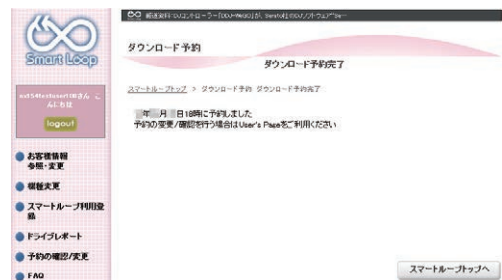 Smart Loop
さん こんにちは
logout
お客様情報
参照・変更
機種変更
スマートループ利用登録
ドライブレポート
予約の確認/変更
FAQ
ダウンロード予約
ダウンロード予約完了
スマートループトップ > ダウンロード予約 ダウンロード予約完了
年 月 日18時に予約しました
予約の変更/確認を行う場合はUser's Pageをご利用ください
スマートループトップへ